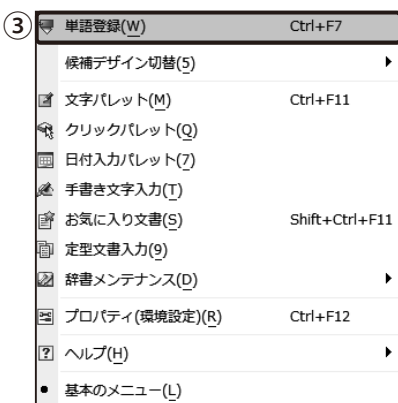 ③ 単語登録(W) Ctrl+F7
候補デザイン切替(5)
文字パレット(M) Ctrl+F11
クリックパレット(Q)
日付入力パレット(7)
手書き文字入力(T)
お気に入り文書(S) Shift+Ctrl+F11
定型文書入力(9)
辞書メンテナンス(D)
プロパティ(環境設定)(R) Ctrl+F12
ヘルプ(H)
基本のメニュー(L)